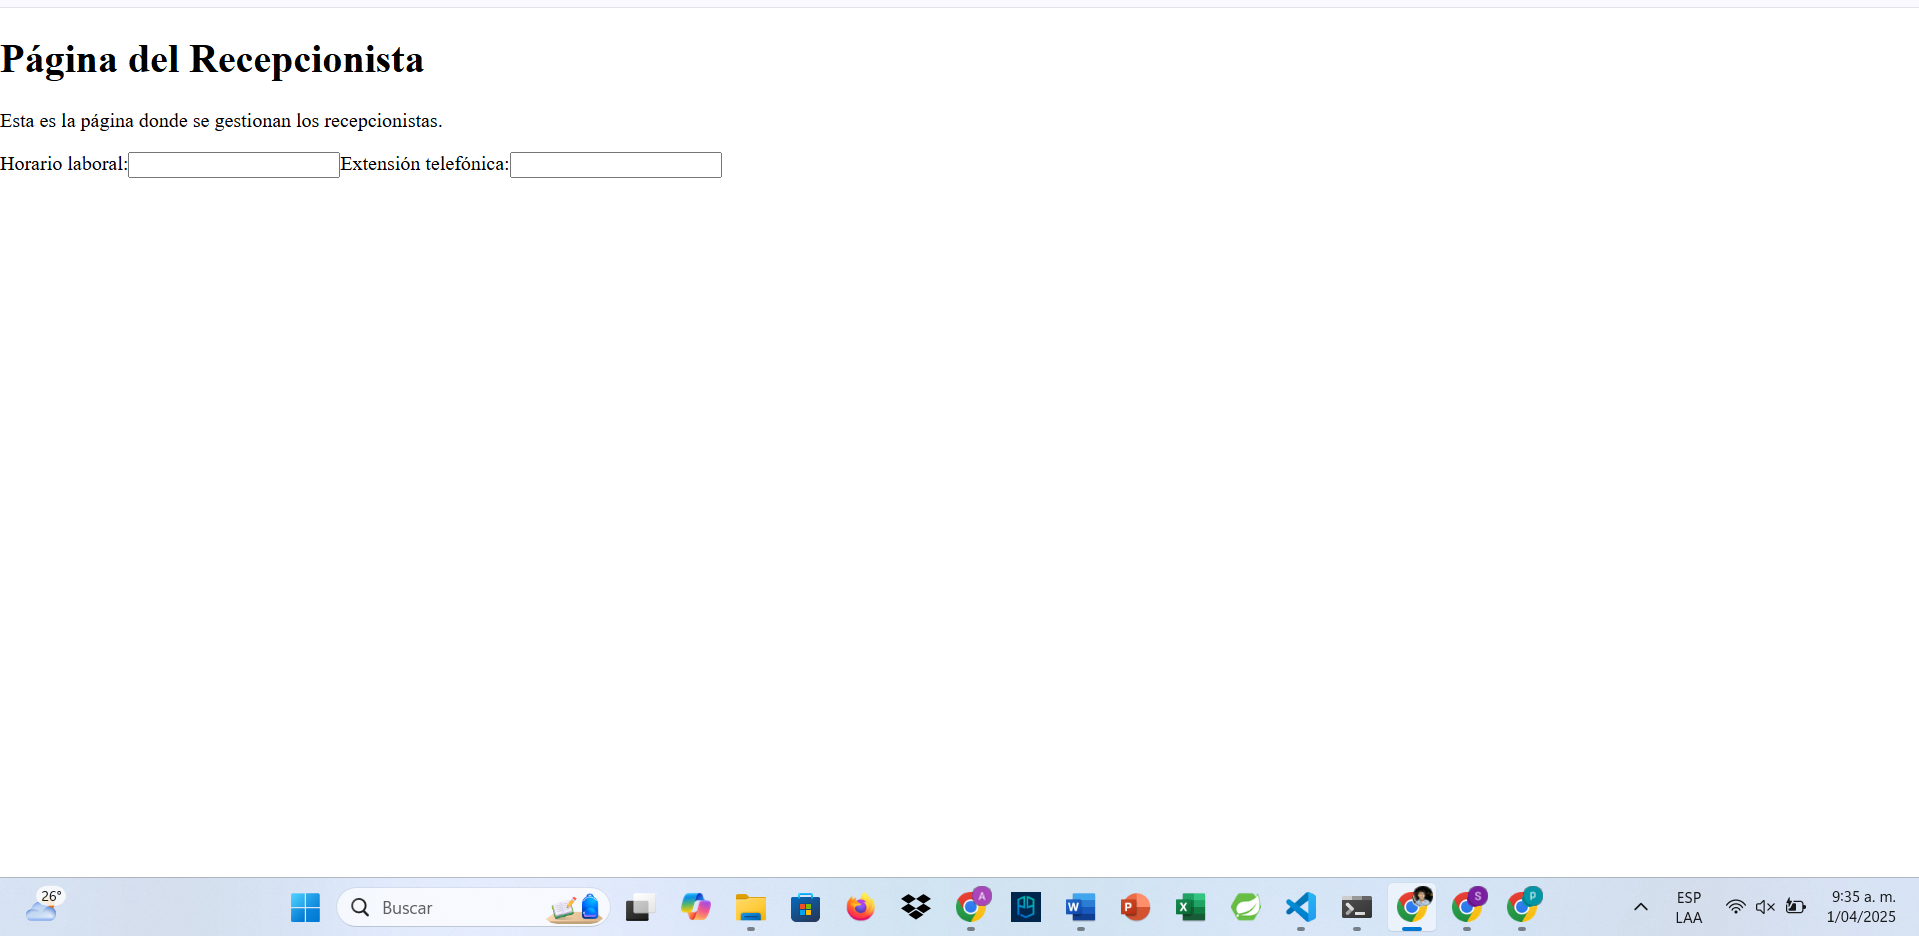 Página del Recepcionista
Esta es la página donde se gestionan los recepcionistas.
Horario laboral: Extensión telefónica:
26°
Buscar
A
W
P
X
S
P
ESP
LAA
9:35 a. m.
1/04/2025